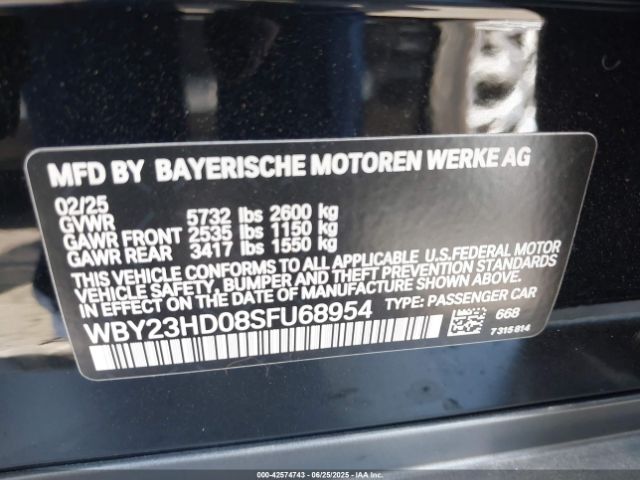 MFD BY BAYERISCHE MOTOREN WERKE AG
02/25
GVWR 5732 lbs 2600 kg
GAWR FRONT 2535 lbs 1150 kg
GAWR REAR 3417 lbs 1550 kg
THIS VEHICLE CONFORMS TO ALL APPLICABLE U.S.FEDERAL MOTOR
VEHICLE SAFETY, BUMPER AND THEFT PREVENTION STANDARDS
IN EFFECT ON THE DATE OF MANUFACTURE SHOWN ABOVE.
WBY23HD08SFU68954 TYPE: PASSENGER CAR
668
7315814
000-42574743 06/25/2025 IAA Inc.